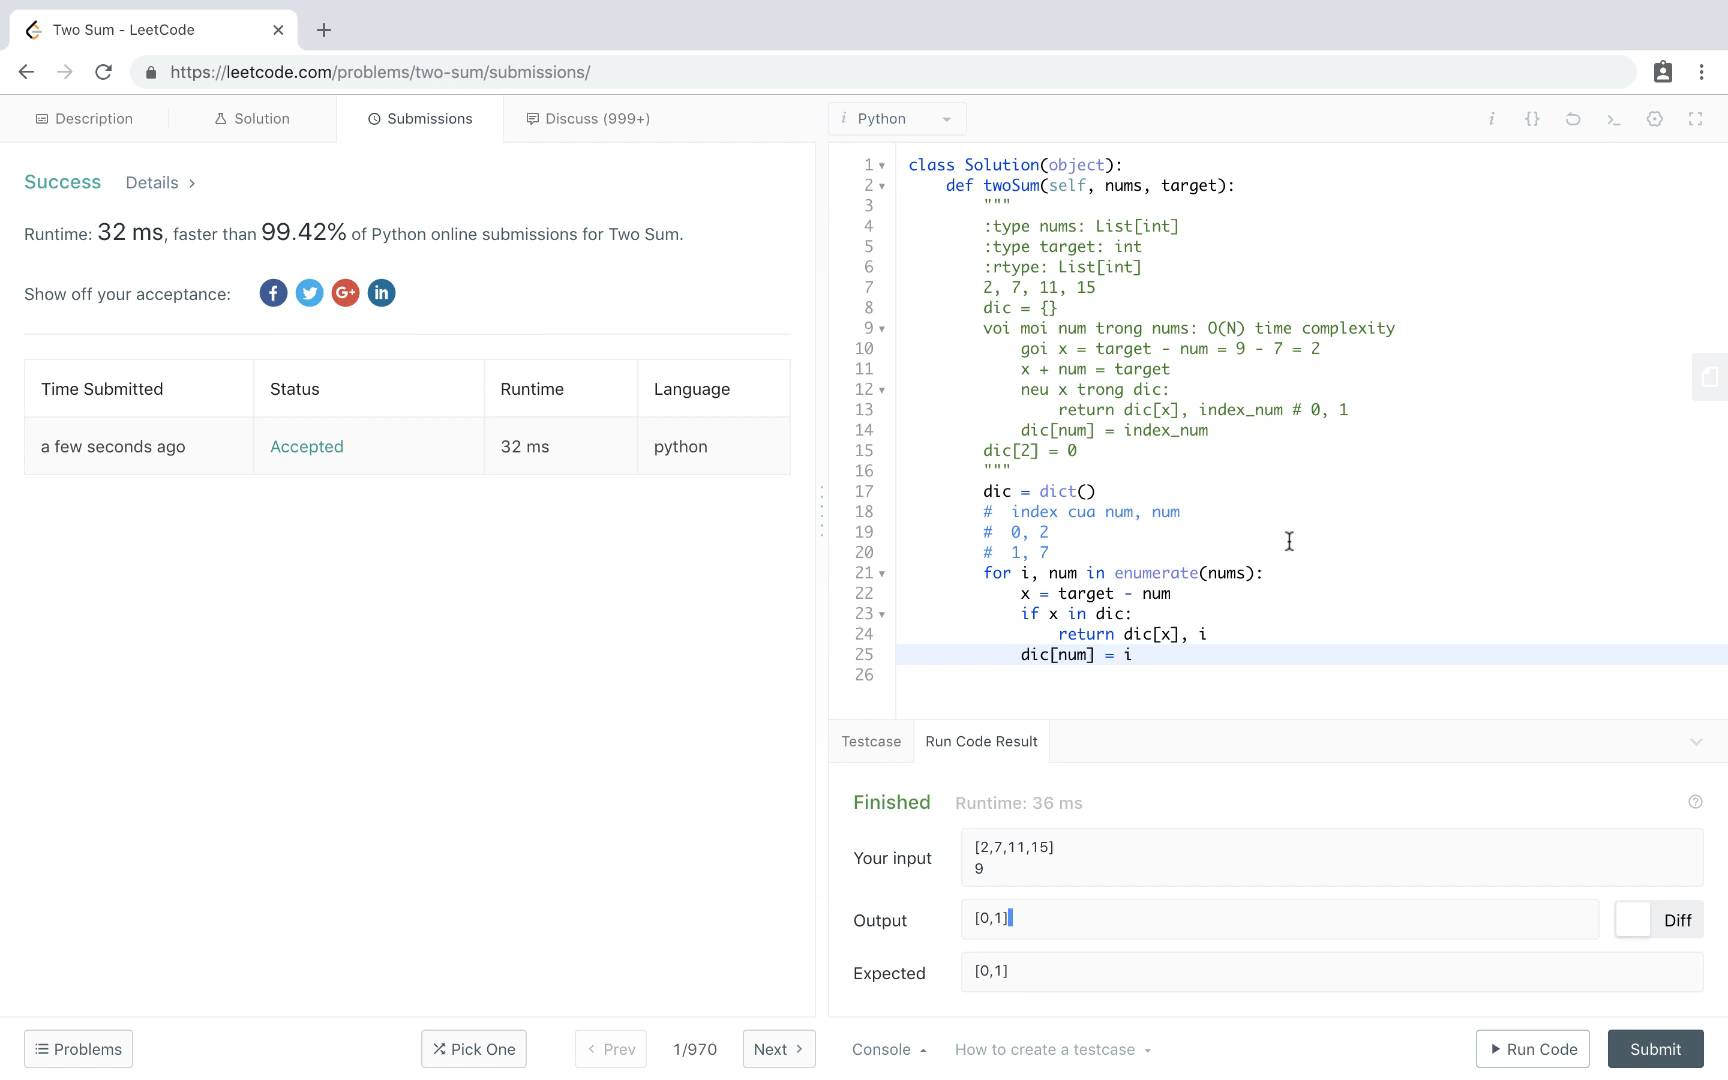 Two Sum - LeetCode
https://leetcode.com/problems/two-sum/submissions/
Description
Solution
Submissions
Discuss (999+)
i Python
Success Details
Runtime: 32 ms, faster than 99.42% of Python online submissions for Two Sum.
Show off your acceptance:
f
G+
in
Time Submitted Status Runtime Language
a few seconds ago Accepted 32 ms python
i {} >_
1 class Solution(object):
2 def twoSum(self, nums, target):
3 """
4 :type nums: List[int]
5 :type target: int
6 :rtype: List[int]
7 2, 7, 11, 15
8 dic = {}
9 voi moi num trong nums: O(N) time complexity
10 goi x = target - num = 9 - 7 = 2
11 x + num = target
12 neu x trong dic:
13 return dic[x], index_num # 0, 1
14 dic[num] = index_num
15 dic[2] = 0
16 """
17 dic = dict()
18 # index cua num, num
19 # 0, 2
20 # 1, 7
21 for i, num in enumerate(nums):
22 x = target - num
23 if x in dic:
24 return dic[x], i
25 dic[num] = i
26
Testcase Run Code Result
Finished Runtime: 36 ms
?
Your input
[2,7,11,15]
9
Output [0,1] Diff
Expected [0,1]
Problems Pick One Prev 1/970 Next Console How to create a testcase Run Code Submit